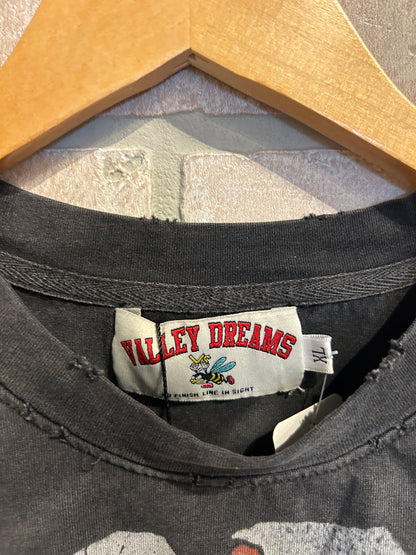 VALLEY DREAMS
FINISH LINE IN SIGHT
XL